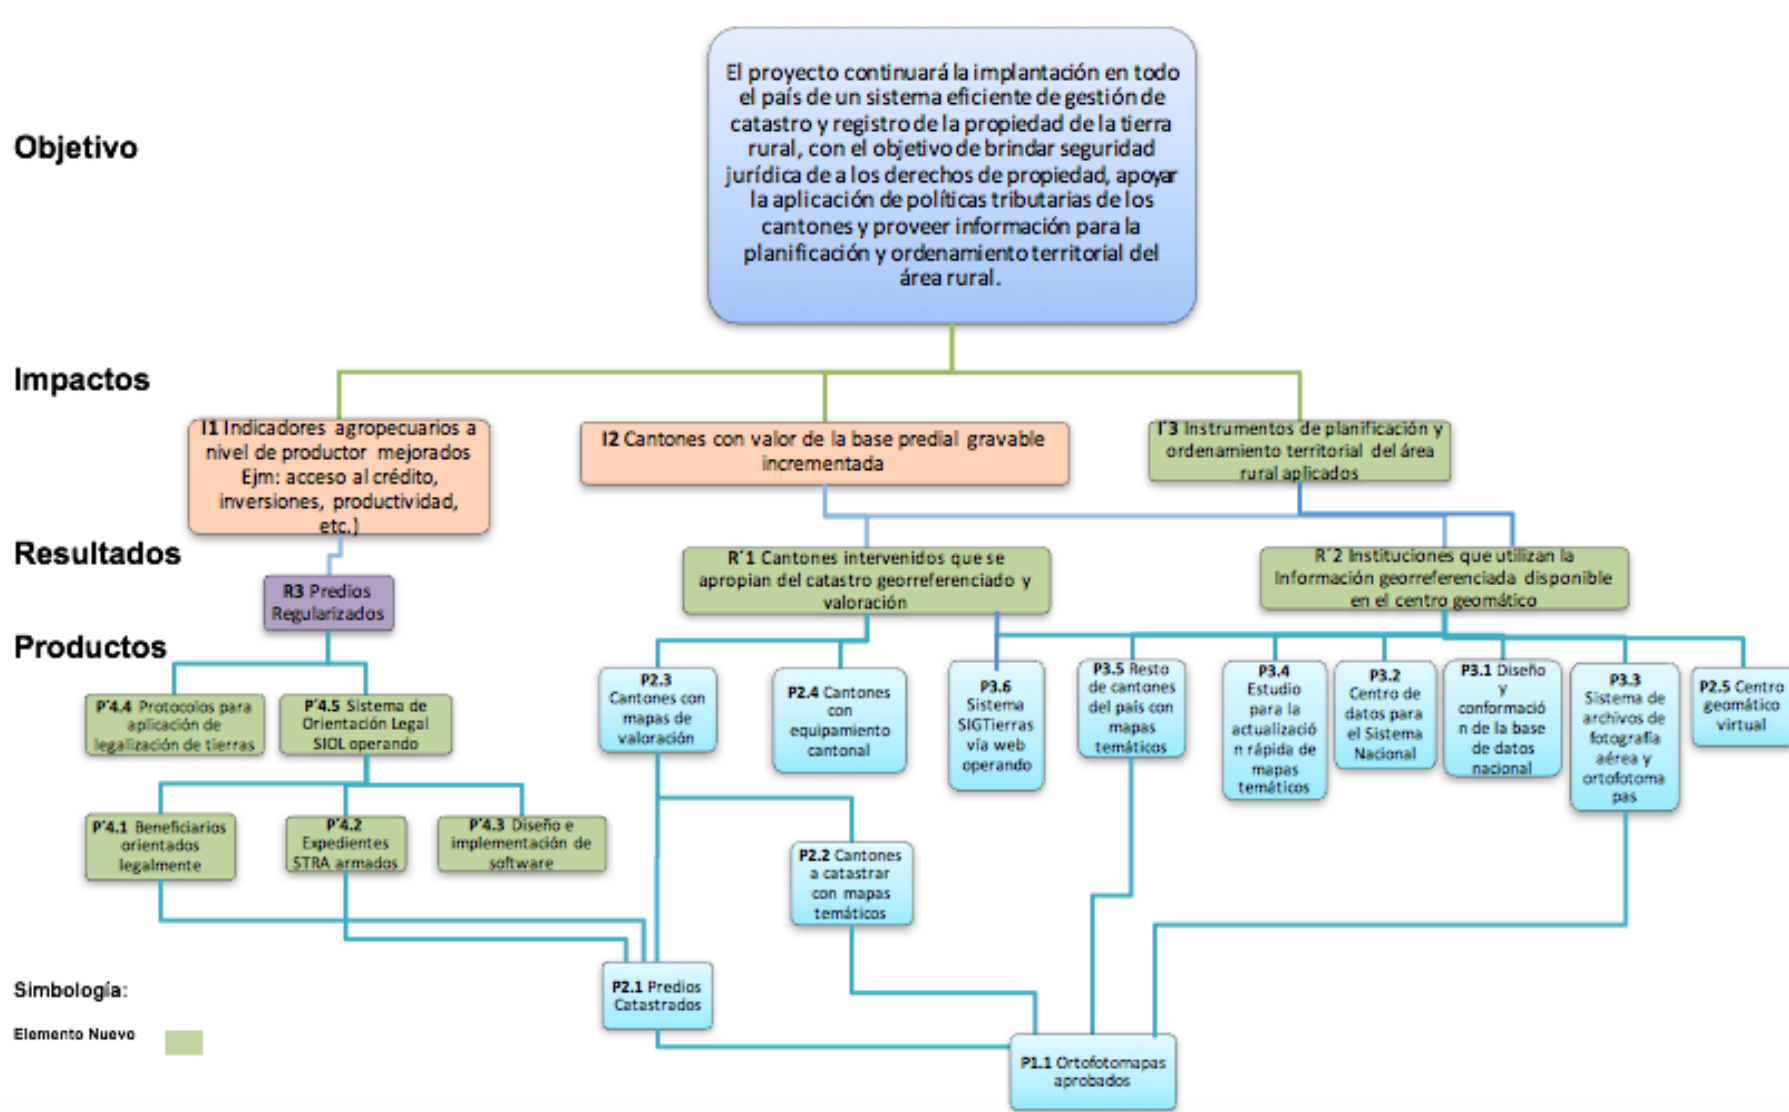 El proyecto continuará la implantación en todo
el país de un sistema eficiente de gestión de
catastro y registro de la propiedad de la tierra
rural, con el objetivo de brindar seguridad
jurídica de a los derechos de propiedad, apoyar
la aplicación de políticas tributarias de los
cantones y proveer información para la
planificación y ordenamiento territorial del
área rural.
Objetivo
Impactos
I1 Indicadores agropecuarios a
nivel de productor mejorados
Ejm: acceso al crédito,
inversiones, productividad,
etc.)
I2 Cantones con valor de la base predial gravable
incrementada
I´3 Instrumentos de planificación y
ordenamiento territorial del área
rural aplicados
Resultados
R3 Predios
Regularizados
R´1 Cantones intervenidos que se
apropian del catastro georreferenciado y
valoración
R´2 Instituciones que utilizan la
Información georreferenciada disponible
en el centro geomático
Productos
P´4.4 Protocolos para
aplicación de
legalización de tierras
P´4.5 Sistema de
Orientación Legal
SIOL operando
P2.3
Cantones con
mapas de
valoración
P2.4 Cantones
con
equipamiento
cantonal
P3.6
Sistema
SIGTierras
vía web
operando
P3.5 Resto
de cantones
del país con
mapas
temáticos
P3.4
Estudio
para la
actualizació
n rápida de
mapas
temáticos
P3.2
Centro de
datos para
el Sistema
Nacional
P3.1 Diseño
y
conformació
n de la base
de datos
nacional
P3.3
Sistema de
archivos de
fotografía
aérea y
ortofotoma
pas
P2.5 Centro
geomático
virtual
P´4.1 Beneficiarios
orientados
legalmente
P´4.2
Expedientes
STRA armados
P´4.3 Diseño e
implementación de
software
P2.2 Cantones
a catastrar
con mapas
temáticos
P2.1 Predios
Catastrados
P1.1 Ortofotomapas
aprobados
Simbología:
Elemento Nuevo